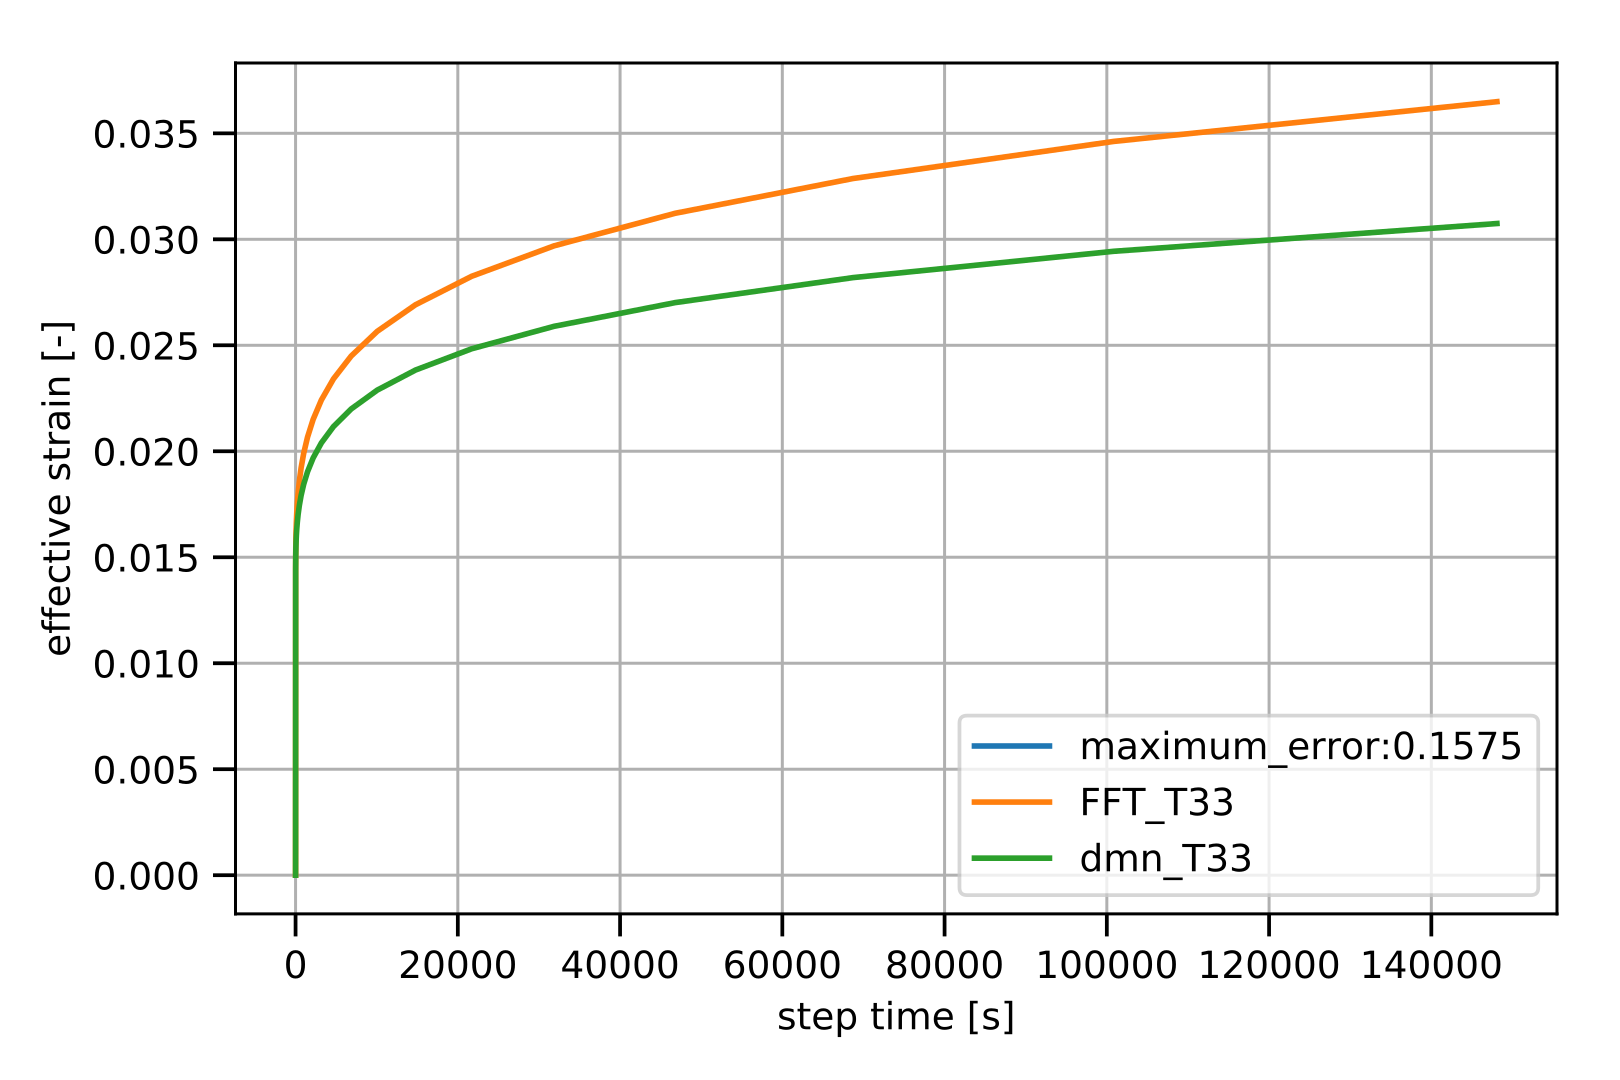 0.035
0.030
0.025
0.020
0.015
0.010
0.005
0.000
effective strain [-]
maximum_error:0.1575
FFT_T33
dmn_T33
0 20000 40000 60000 80000 100000 120000 140000
step time [s]